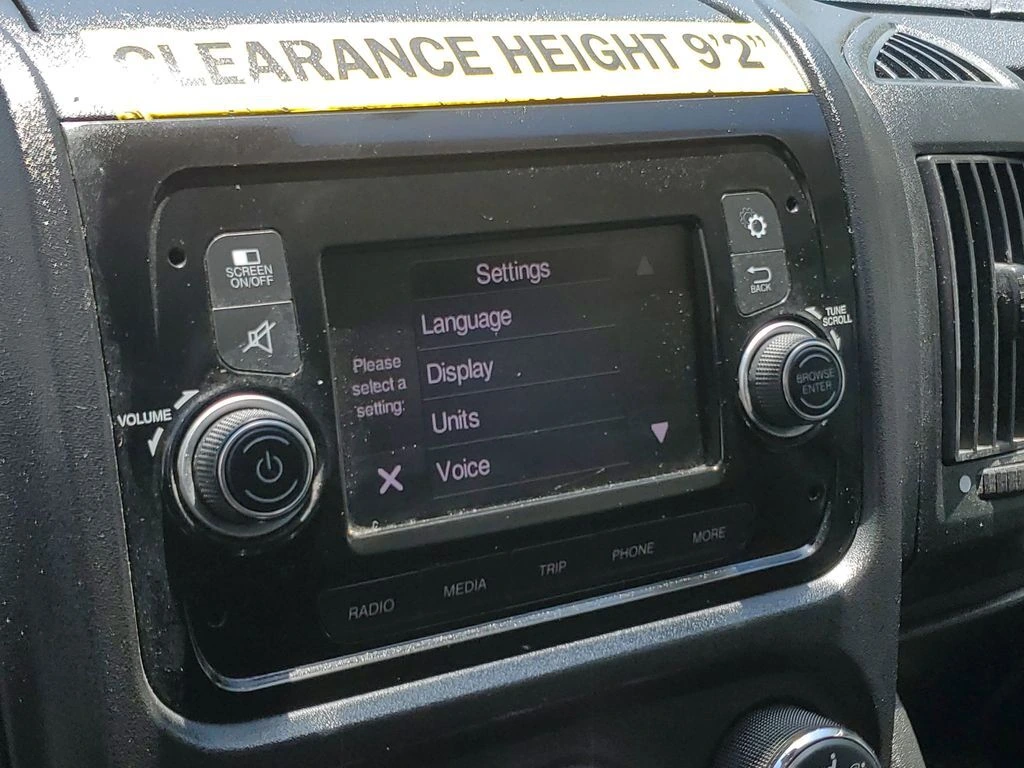 CLEARANCE HEIGHT 9'2"
SCREEN
ON/OFF
VOLUME
Settings
Please
select a
setting:
Language
Display
Units
Voice
BACK
TUNE
SCROLL
BROWSE
ENTER
RADIO
MEDIA
TRIP
PHONE
MORE